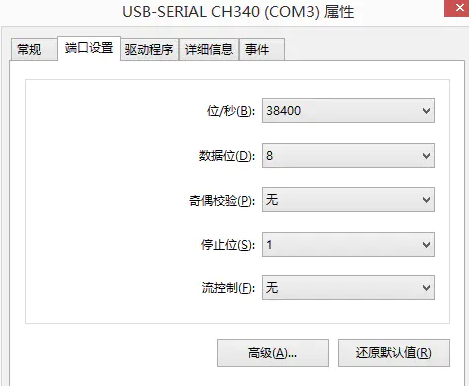 USB-SERIAL CH340 (COM3) 属性
常规 端口设置 驱动程序 详细信息 事件
位/秒(B): 38400
数据位(D): 8
奇偶校验(P): 无
停止位(S): 1
流控制(F): 无
高级(A)... 还原默认值(R)